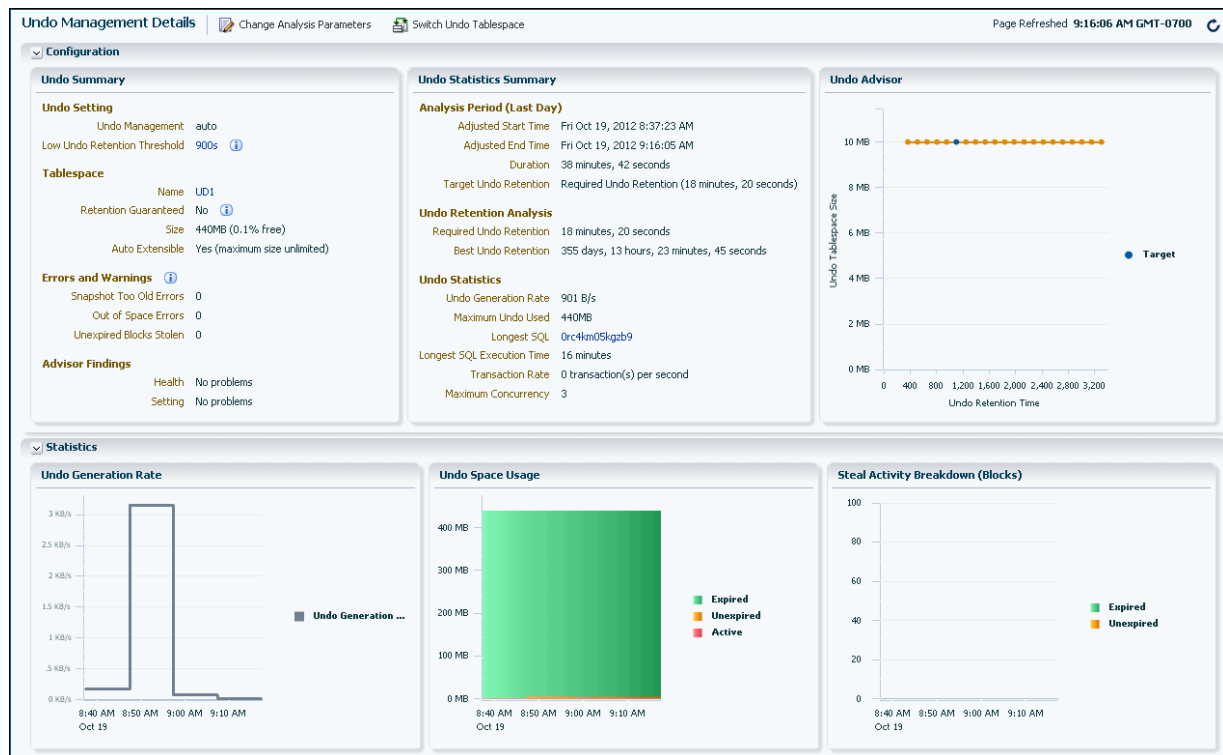 Undo Management Details Change Analysis Parameters Switch Undo Tablespace Page Refreshed 9:16:06 AM GMT-0700
Configuration
Undo Summary
Undo Setting
Undo Management auto
Low Undo Retention Threshold 900s
Tablespace
Name UD1
Retention Guaranteed No
Size 440MB (0.1% free)
Auto Extensible Yes (maximum size unlimited)
Errors and Warnings
Snapshot Too Old Errors 0
Out of Space Errors 0
Unexpired Blocks Stolen 0
Advisor Findings
Health No problems
Setting No problems
Undo Statistics Summary
Analysis Period (Last Day)
Adjusted Start Time Fri Oct 19, 2012 8:37:23 AM
Adjusted End Time Fri Oct 19, 2012 9:16:05 AM
Duration 38 minutes, 42 seconds
Target Undo Retention Required Undo Retention (18 minutes, 20 seconds)
Undo Retention Analysis
Required Undo Retention 18 minutes, 20 seconds
Best Undo Retention 355 days, 13 hours, 23 minutes, 45 seconds
Undo Statistics
Undo Generation Rate 901 B/s
Maximum Undo Used 440MB
Longest SQL 0rc4km05kgzb9
Longest SQL Execution Time 16 minutes
Transaction Rate 0 transaction(s) per second
Maximum Concurrency 3
Undo Advisor
Undo Tablespace Size
10 MB
8 MB
6 MB
4 MB
2 MB
0 MB
0 400 800 1,200 1,600 2,000 2,400 2,800 3,200
Undo Retention Time
Target
Statistics
Undo Generation Rate
3 KB/s
2.5 KB/s
2 KB/s
1.5 KB/s
1 KB/s
.5 KB/s
0 KB/s
8:40 AM 8:50 AM 9:00 AM 9:10 AM
Oct 19
Undo Generation ...
Undo Space Usage
400 MB
300 MB
200 MB
100 MB
0 MB
8:40 AM 8:50 AM 9:00 AM 9:10 AM
Oct 19
Expired
Unexpired
Active
Steal Activity Breakdown (Blocks)
100
80
60
40
20
0
8:40 AM 8:50 AM 9:00 AM 9:10 AM
Oct 19
Expired
Unexpired